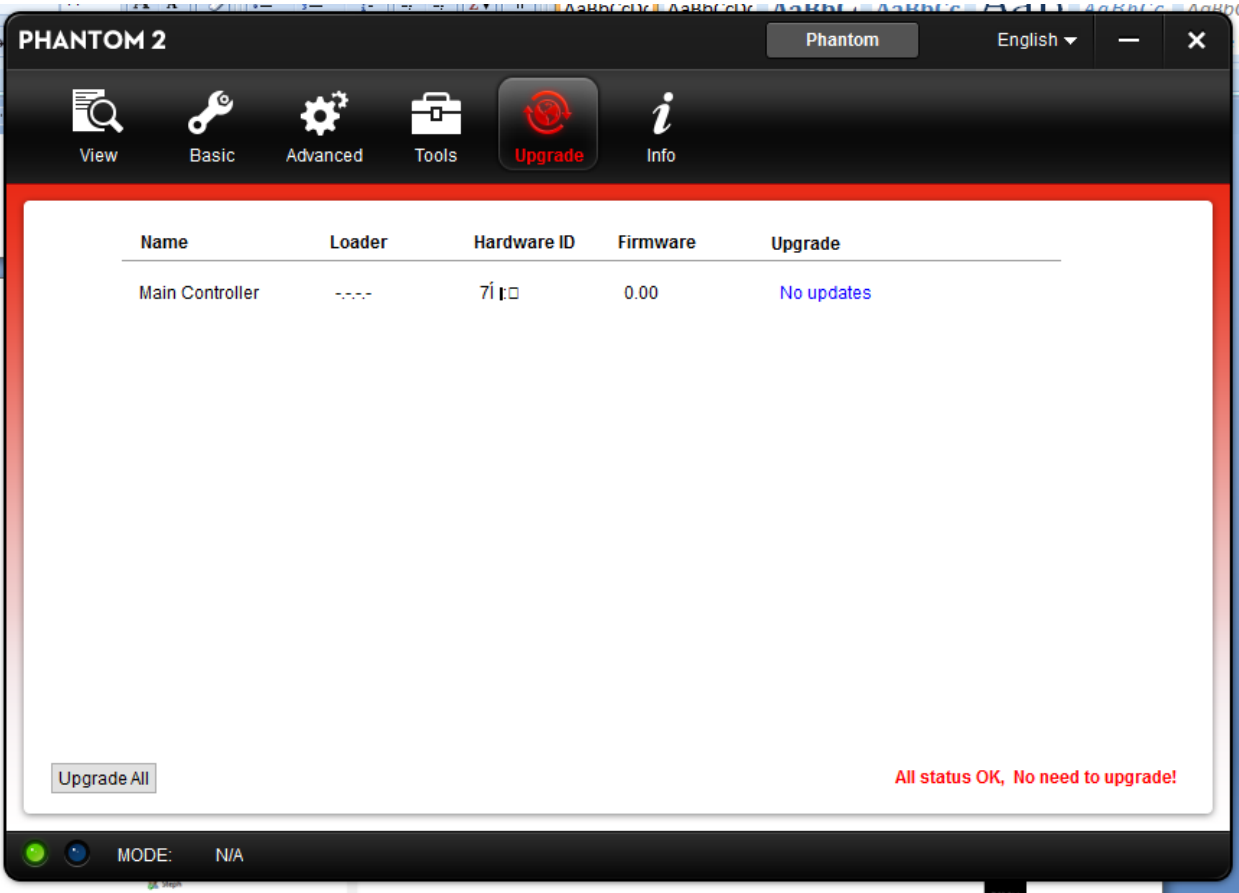 PHANTOM 2 Phantom English
View Basic Advanced Tools Upgrade Info
Name Loader Hardware ID Firmware Upgrade
Main Controller -.-.-.- 0.00 No updates
Upgrade All All status OK, No need to upgrade!
MODE: N/A
Steph